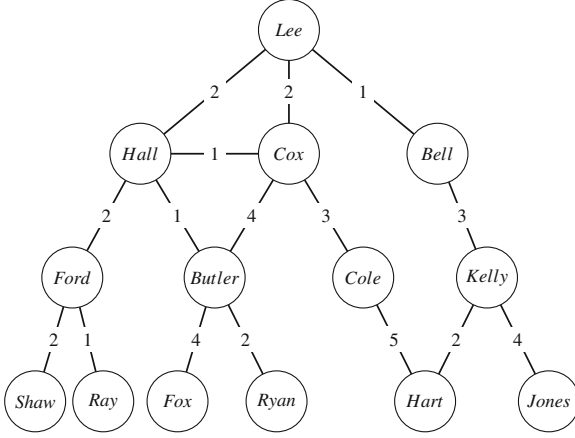 Lee
2 2 1
Hall 1 Cox Bell
2 1 4 3 3
Ford Butler Cole Kelly
2 1 4 2 5 2 4
Shaw Ray Fox Ryan Hart Jones